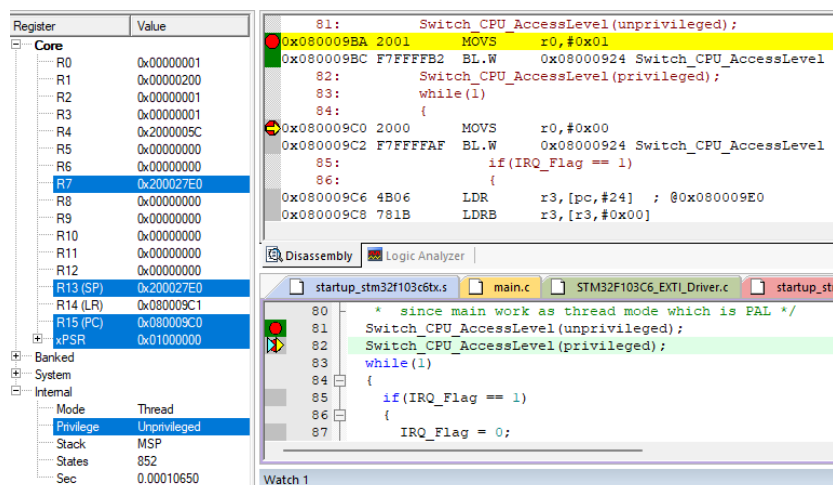 Register Value
Core
R0 0x00000001
R1 0x00000200
R2 0x00000001
R3 0x00000001
R4 0x2000005C
R5 0x00000000
R6 0x00000000
R7 0x200027E0
R8 0x00000000
R9 0x00000000
R10 0x00000000
R11 0x00000000
R12 0x00000000
R13 (SP) 0x200027E0
R14 (LR) 0x080009C1
R15 (PC) 0x080009C0
xPSR 0x01000000
Banked
System
Internal
Mode Thread
Privilege Unprivileged
Stack MSP
States 852
Sec 0.00010650
81: Switch_CPU_AccessLevel(unprivileged);
0x080009BA 2001 MOVS r0,#0x01
0x080009BC F7FFFFB2 BL.W 0x08000924 Switch_CPU_AccessLevel
82: Switch_CPU_AccessLevel(privileged);
83: while(1)
84: {
0x080009C0 2000 MOVS r0,#0x00
0x080009C2 F7FFFFAF BL.W 0x08000924 Switch_CPU_AccessLevel
85: if(IRQ_Flag == 1)
86: {
0x080009C6 4B06 LDR r3,[pc,#24] ; @0x080009E0
0x080009C8 781B LDRB r3,[r3,#0x00]
Disassembly Logic Analyzer
startup_stm32f103c6tx.s main.c STM32F103C6_EXTI_Driver.c startup_st
80 * since main work as thread mode which is PAL */
81 Switch_CPU_AccessLevel(unprivileged);
82 Switch_CPU_AccessLevel(privileged);
83 while(1)
84 {
85 if(IRQ_Flag == 1)
86 {
87 IRQ_Flag = 0;
Watch 1